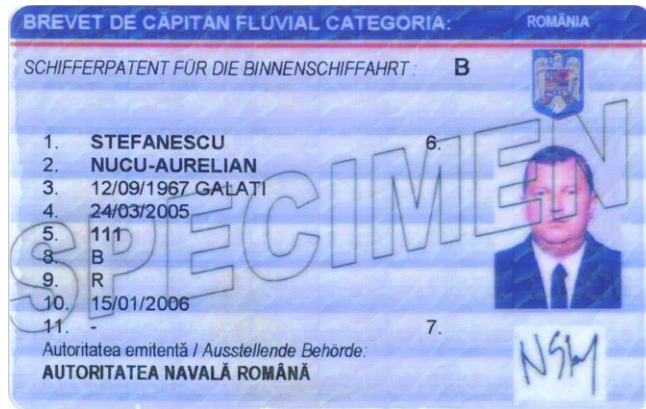 BREVET DE CĂPITAN FLUVIAL CATEGORIA: ROMÂNIA
SCHIFFERPATENT FÜR DIE BINNENSCHIFFAHRT : B
1. STEFANESCU 6.
2. NUCU-AURELIAN
3. 12/09/1967 GALATI
4. 24/03/2005
5. 111
8. B
9. R
10. 15/01/2006
11. - 7.
Autoritatea emitentă / Ausstellende Behörde:
AUTORITATEA NAVALĂ ROMÂNĂ
SPECIMEN